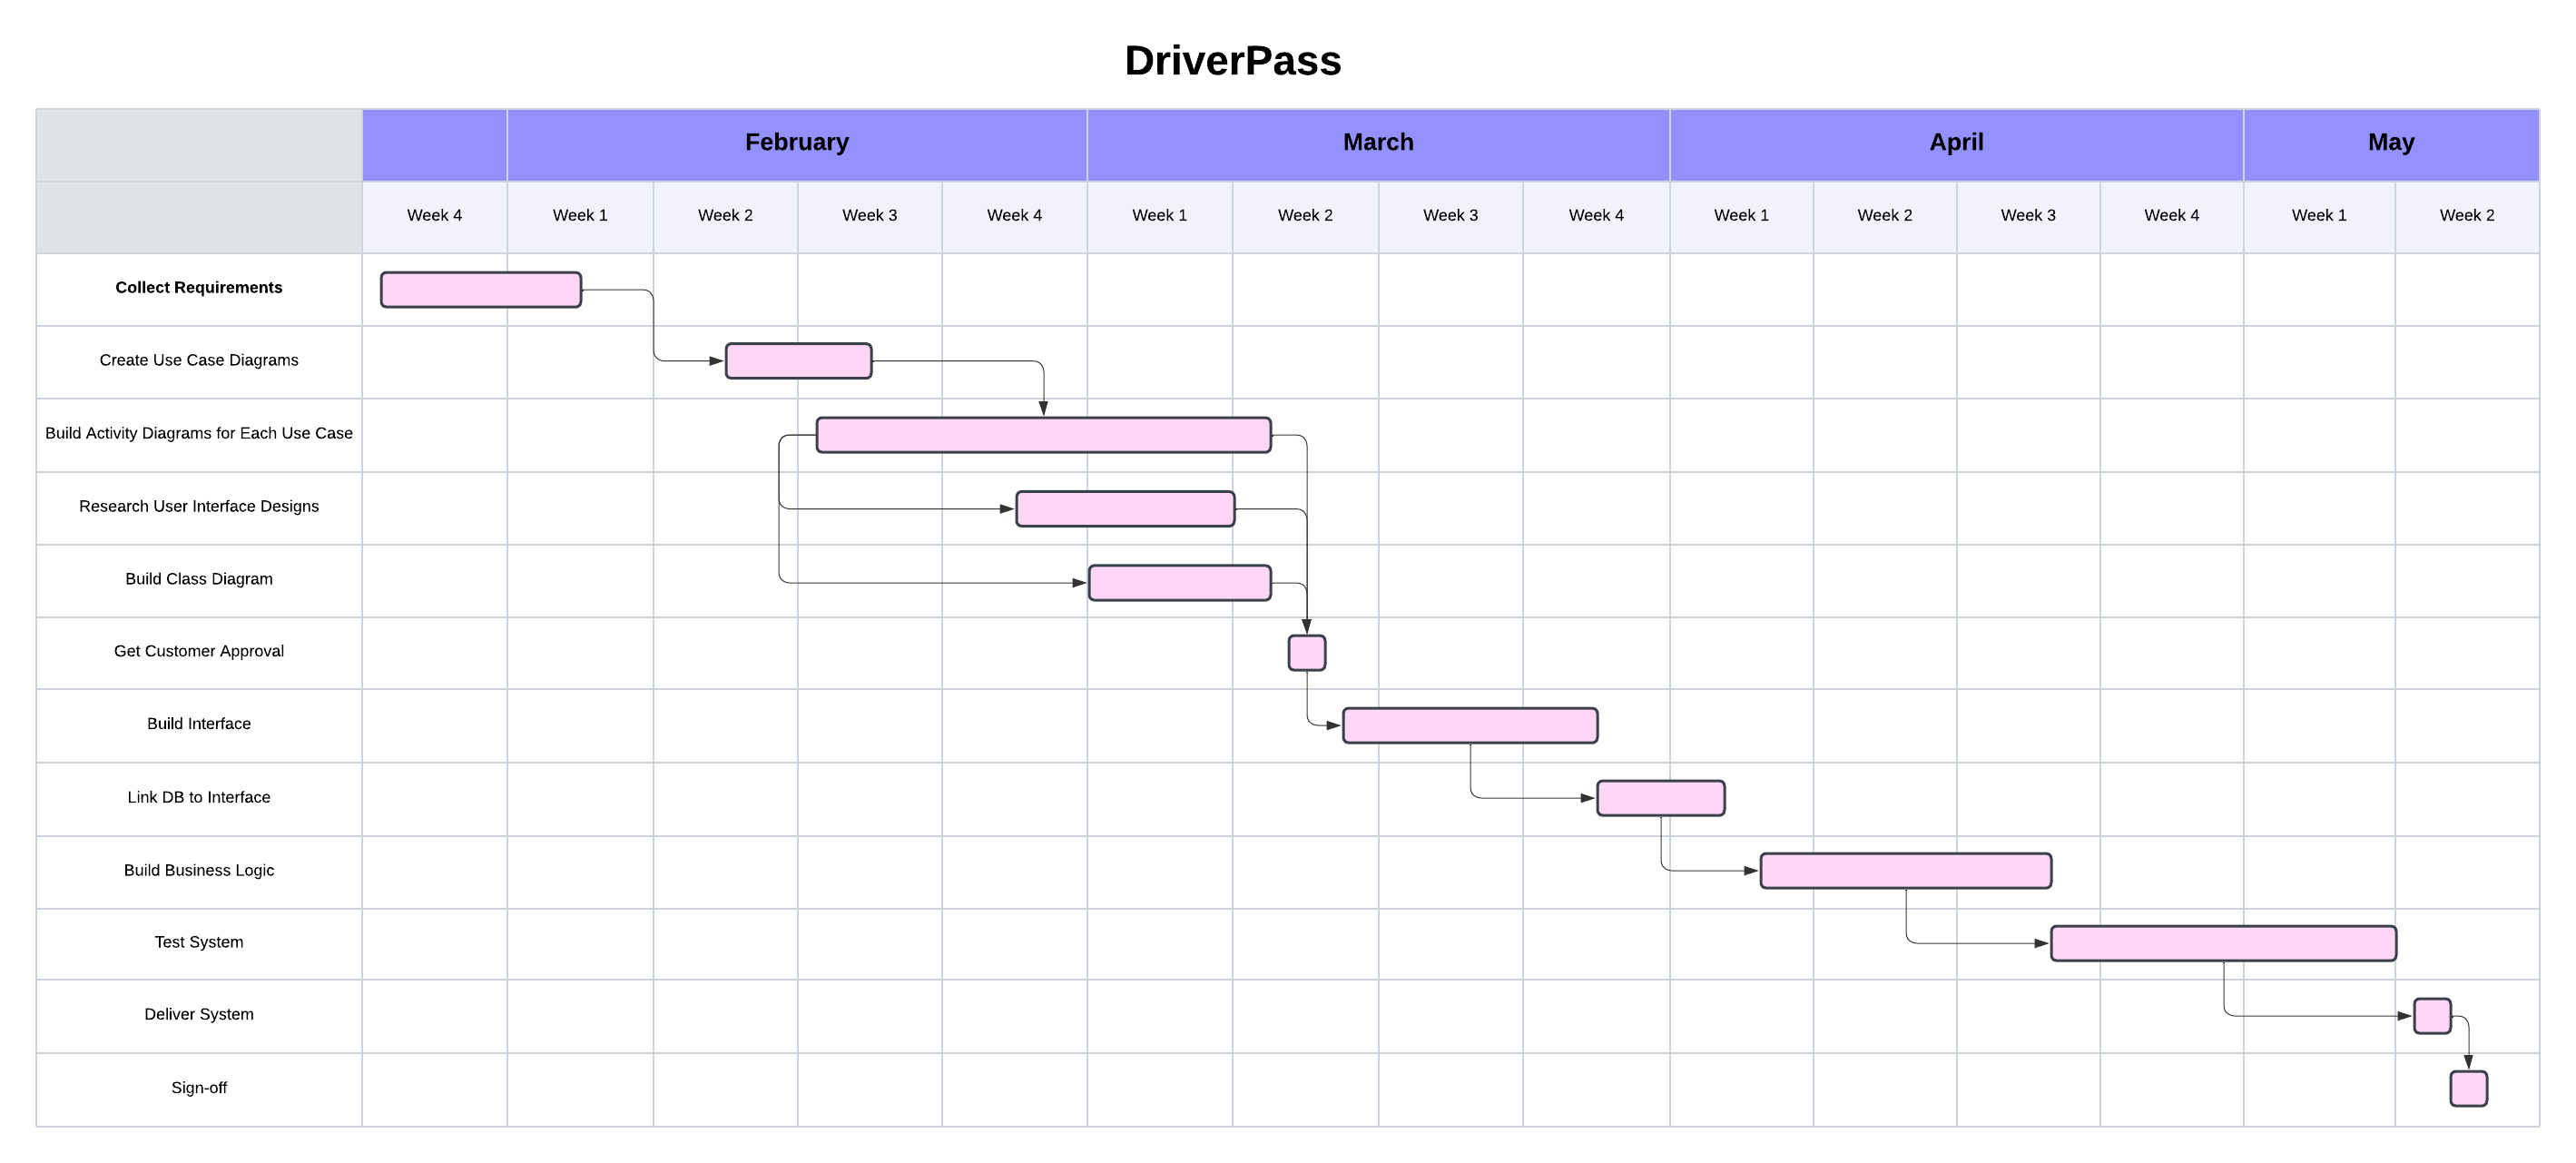 DriverPass
February March April May
Week 4 Week 1 Week 2 Week 3 Week 4 Week 1 Week 2 Week 3 Week 4 Week 1 Week 2 Week 3 Week 4 Week 1 Week 2
Collect Requirements
Create Use Case Diagrams
Build Activity Diagrams for Each Use Case
Research User Interface Designs
Build Class Diagram
Get Customer Approval
Build Interface
Link DB to Interface
Build Business Logic
Test System
Deliver System
Sign-off